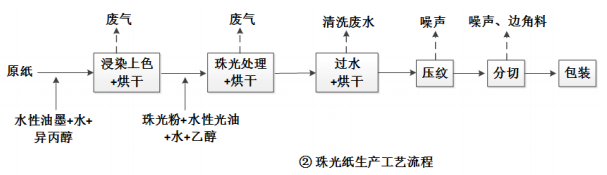 废气
废气
清洗废水
噪声
噪声、边角料
原纸
浸染上色
+烘干
珠光处理
+烘干
过水
+烘干
压纹
分切
包装
水性油墨+水+
异丙醇
珠光粉+水性光油
+水+乙醇
② 珠光纸生产工艺流程